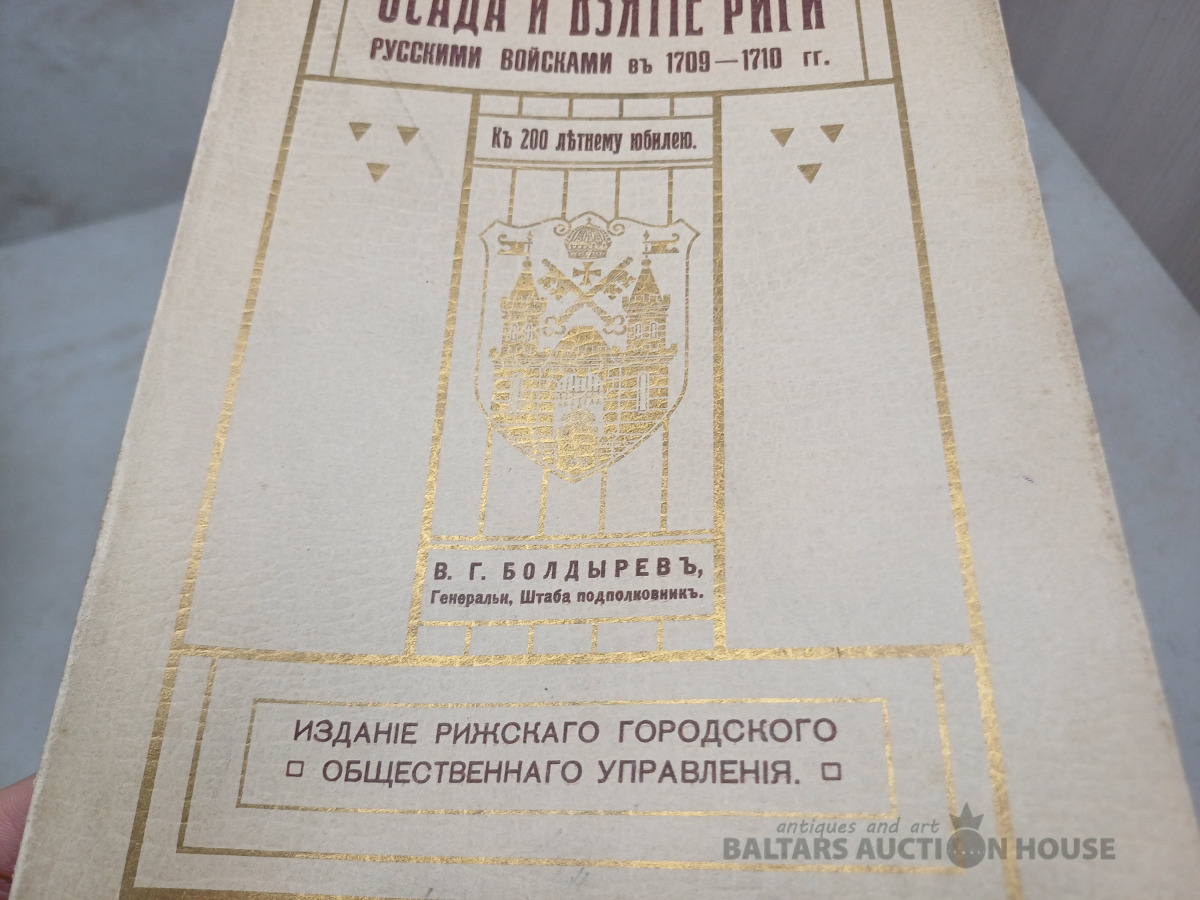 ОСАДА И ВЗЯТІЕ РИГИ
РУССКИМИ ВОЙСКАМИ въ 1709—1710 гг.
Къ 200 лѣтнему юбилею.
В. Г. БОЛДЫРЕВЪ,
Генеральн, Штаба подполковникъ.
ИЗДАНІЕ РИЖСКАГО ГОРОДСКОГО
ОБЩЕСТВЕННАГО УПРАВЛЕНІЯ.
antiques and art
BALTARS AUCTION HOUSE